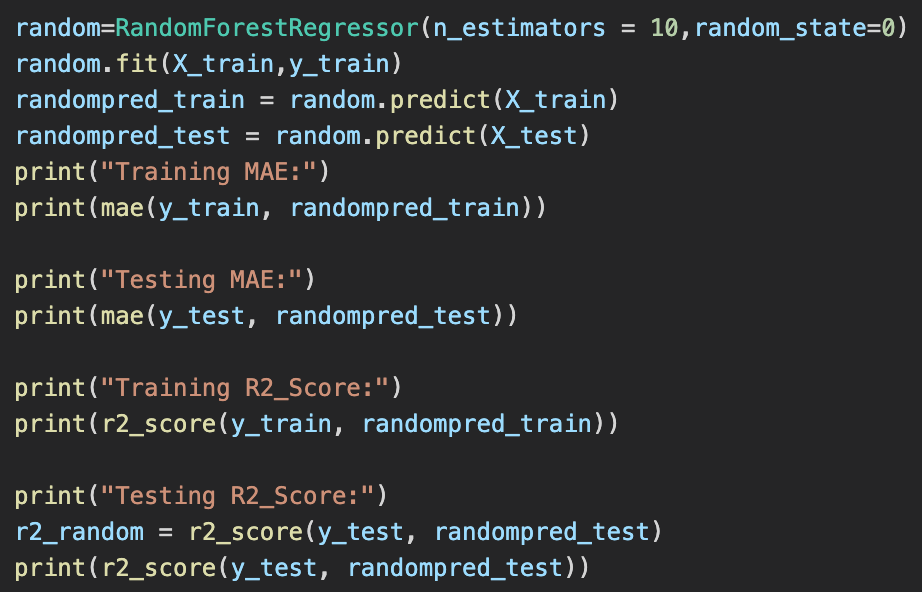 random=RandomForestRegressor(n_estimators = 10,random_state=0)
random.fit(X_train,y_train)
randompred_train = random.predict(X_train)
randompred_test = random.predict(X_test)
print("Training MAE:")
print(mae(y_train, randompred_train))
print("Testing MAE:")
print(mae(y_test, randompred_test))
print("Training R2_Score:")
print(r2_score(y_train, randompred_train))
print("Testing R2_Score:")
r2_random = r2_score(y_test, randompred_test)
print(r2_score(y_test, randompred_test))